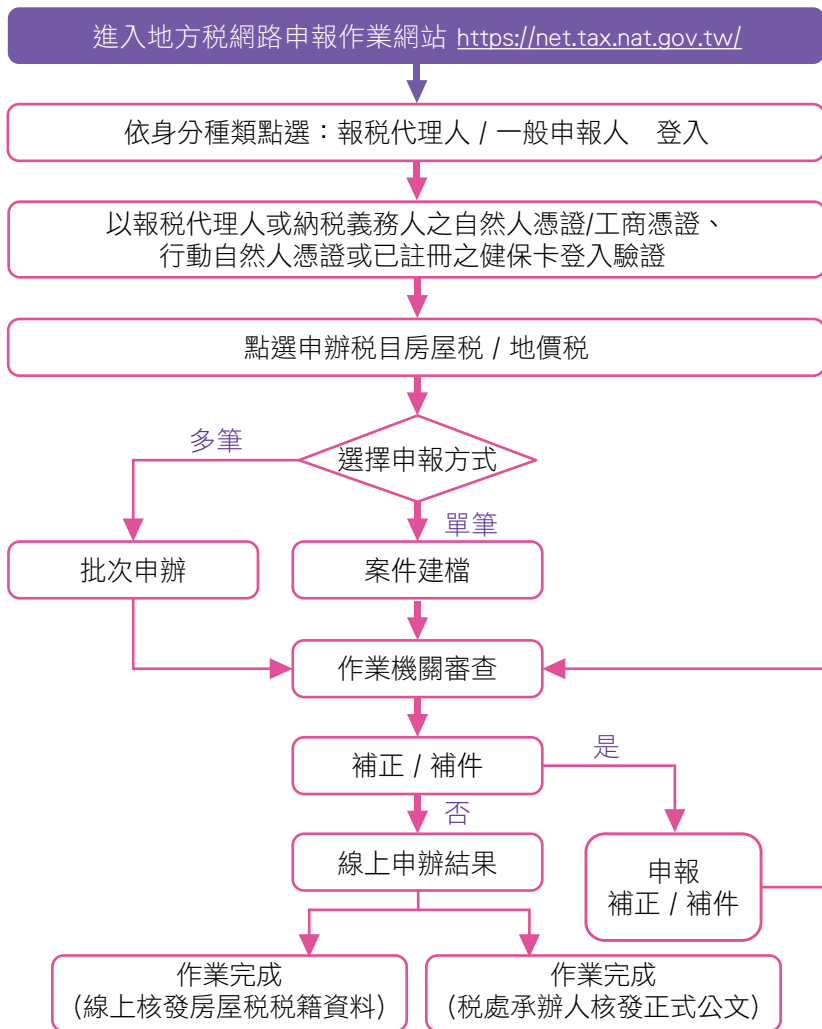 進入地方稅網路申報作業網站 https://net.tax.nat.gov.tw/
依身分種類點選：報稅代理人 / 一般申報人　登入
以報稅代理人或納稅義務人之自然人憑證/工商憑證、
行動自然人憑證或已註冊之健保卡登入驗證
點選申辦稅目房屋稅 / 地價稅
多筆
選擇申報方式
單筆
批次申辦
案件建檔
作業機關審查
補正 / 補件
是
否
線上申辦結果
申報
補正 / 補件
作業完成
(線上核發房屋稅稅籍資料)
作業完成
(稅處承辦人核發正式公文)